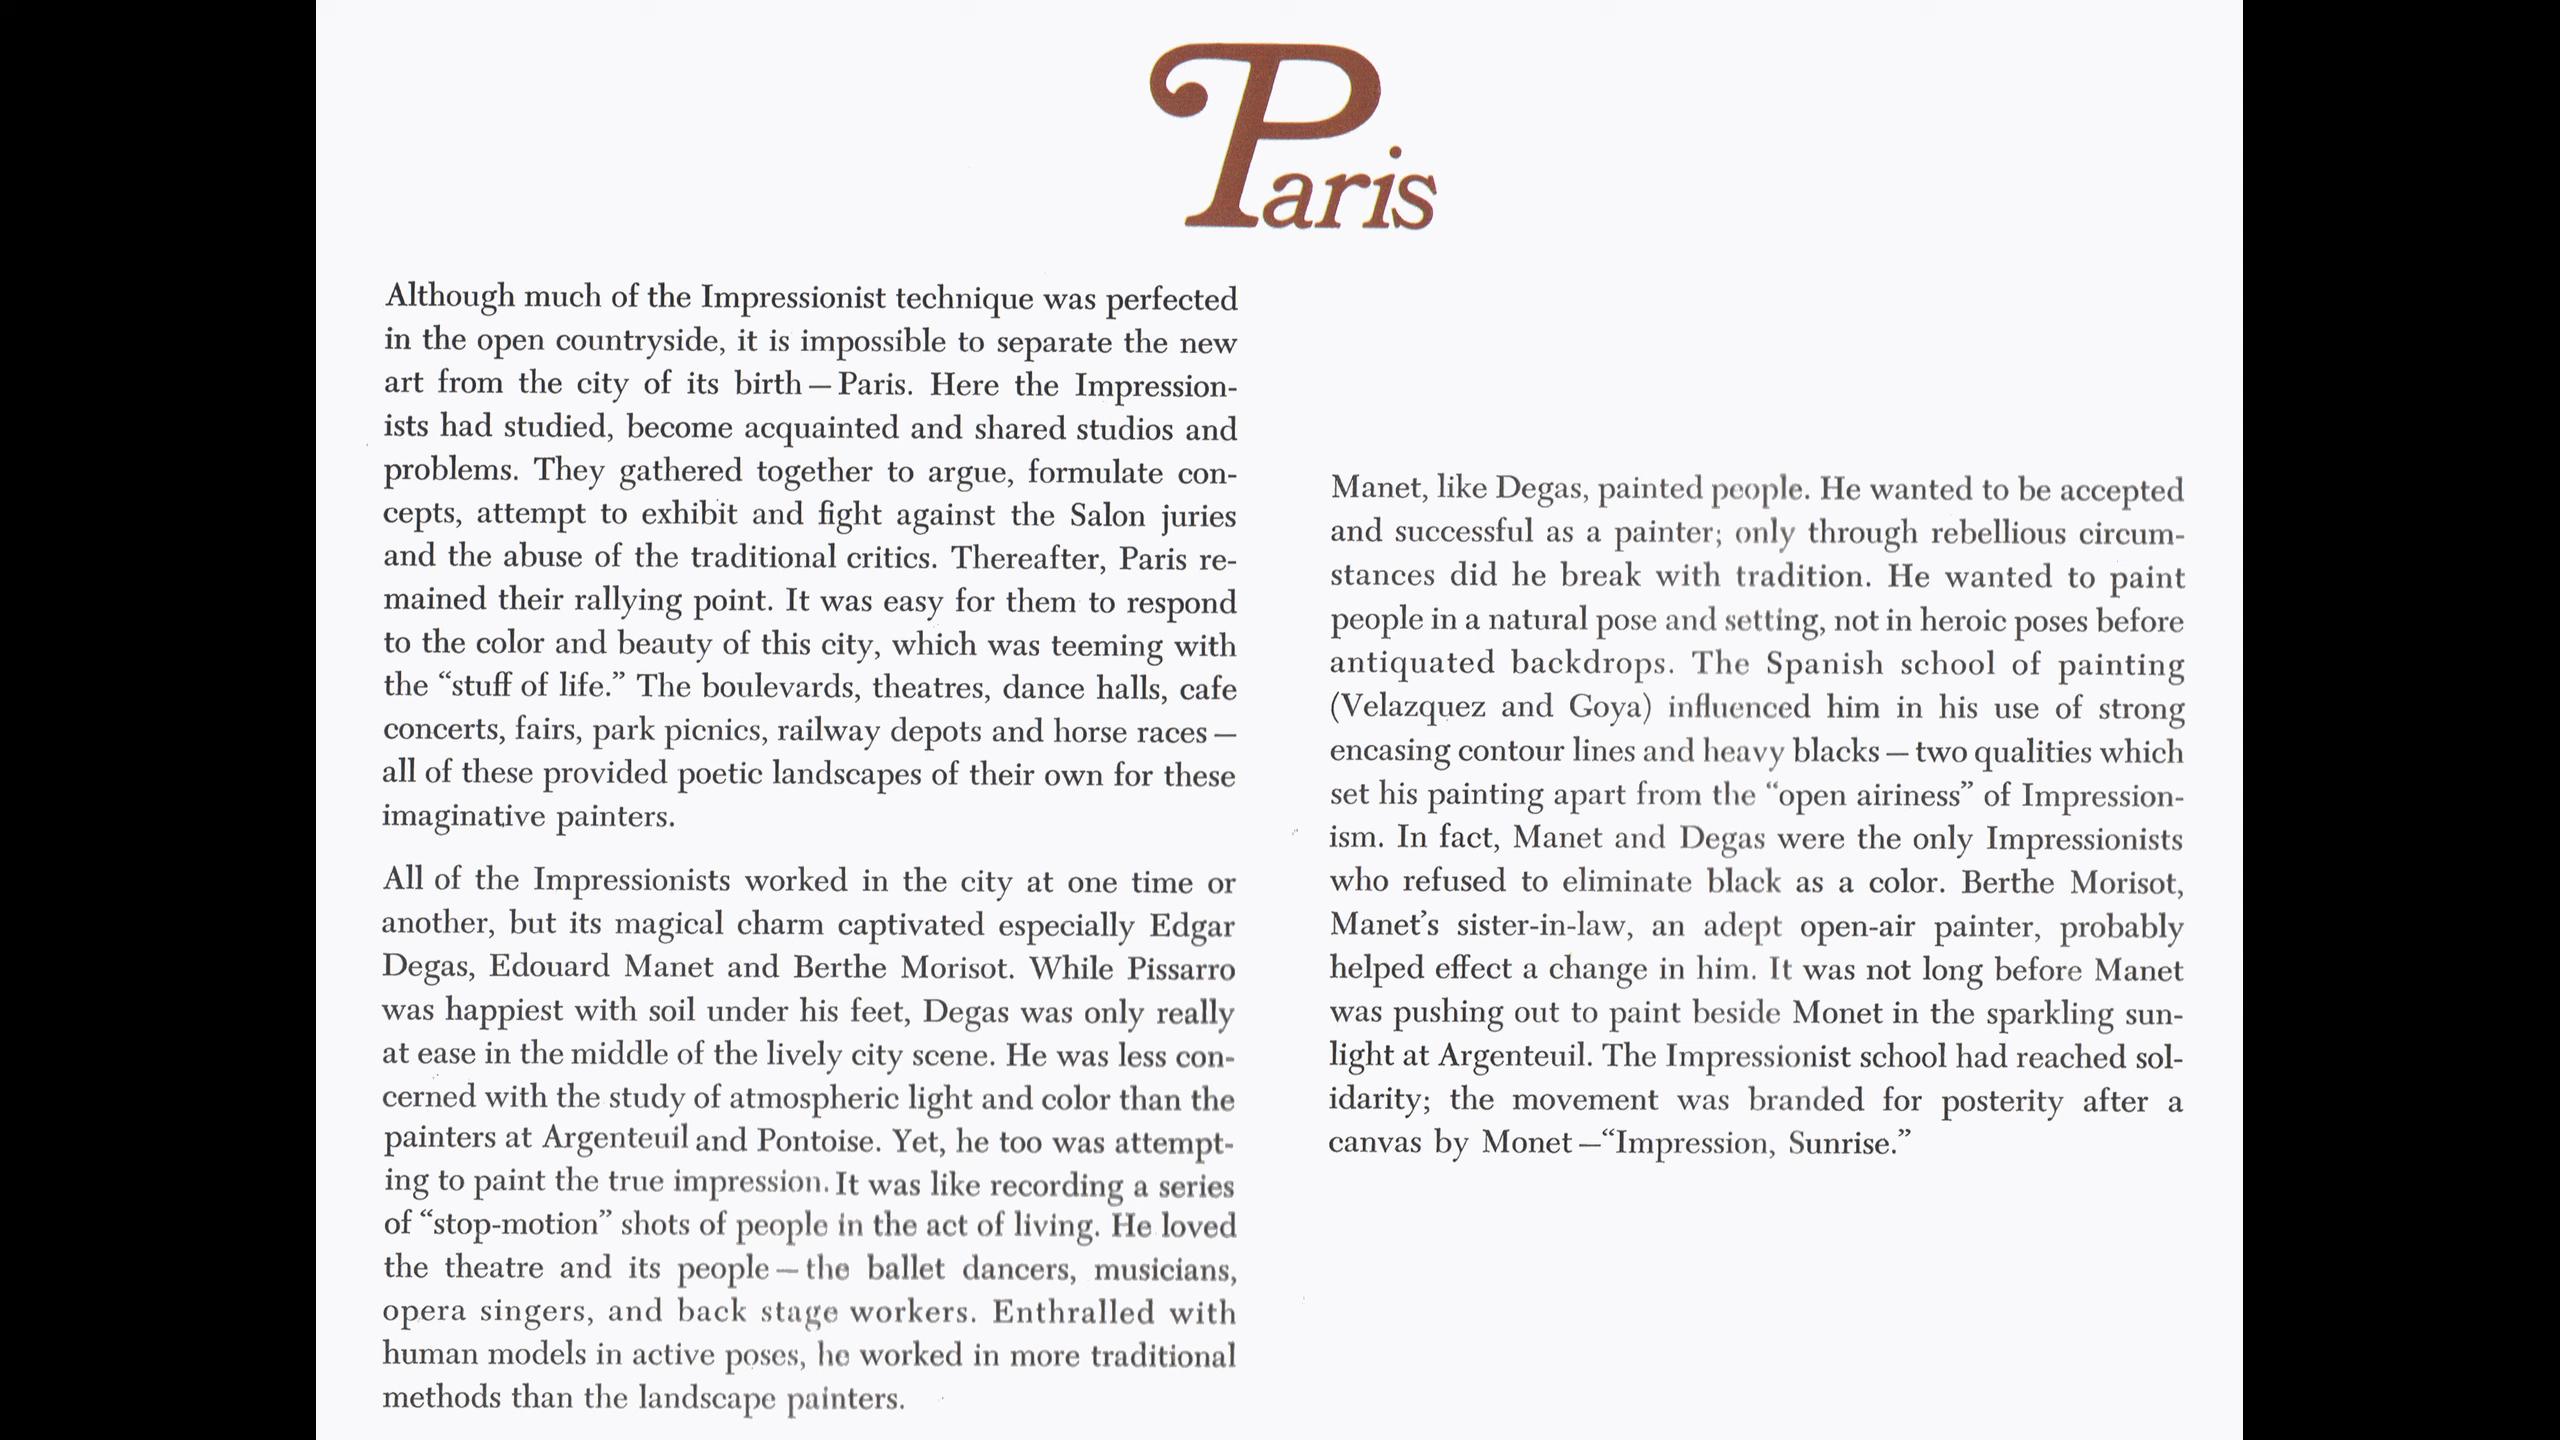 Paris
Although much of the Impressionist technique was perfected
in the open countryside, it is impossible to separate the new
art from the city of its birth — Paris. Here the Impression-
ists had studied, become acquainted and shared studios and
problems. They gathered together to argue, formulate con-
cepts, attempt to exhibit and fight against the Salon juries
and the abuse of the traditional critics. Thereafter, Paris re-
mained their rallying point. It was easy for them to respond
to the color and beauty of this city, which was teeming with
the “stuff of life.” The boulevards, theatres, dance halls, cafe
concerts, fairs, park picnics, railway depots and horse races —
all of these provided poetic landscapes of their own for these
imaginative painters.
All of the Impressionists worked in the city at one time or
another, but its magical charm captivated especially Edgar
Degas, Edouard Manet and Berthe Morisot. While Pissarro
was happiest with soil under his feet, Degas was only really
at ease in the middle of the lively city scene. He was less con-
cerned with the study of atmospheric light and color than the
painters at Argenteuil and Pontoise. Yet, he too was attempt-
ing to paint the true impression. It was like recording a series
of “stop-motion” shots of people in the act of living. He loved
the theatre and its people — the ballet dancers, musicians,
opera singers, and back stage workers. Enthralled with
human models in active poses, he worked in more traditional
methods than the landscape painters.
Manet, like Degas, painted people. He wanted to be accepted
and successful as a painter; only through rebellious circum-
stances did he break with tradition. He wanted to paint
people in a natural pose and setting, not in heroic poses before
antiquated backdrops. The Spanish school of painting
(Velazquez and Goya) influenced him in his use of strong
encasing contour lines and heavy blacks — two qualities which
set his painting apart from the “open airiness” of Impression-
ism. In fact, Manet and Degas were the only Impressionists
who refused to eliminate black as a color. Berthe Morisot,
Manet’s sister-in-law, an adept open-air painter, probably
helped effect a change in him. It was not long before Manet
was pushing out to paint beside Monet in the sparkling sun-
light at Argenteuil. The Impressionist school had reached sol-
idarity; the movement was branded for posterity after a
canvas by Monet —“Impression, Sunrise.”